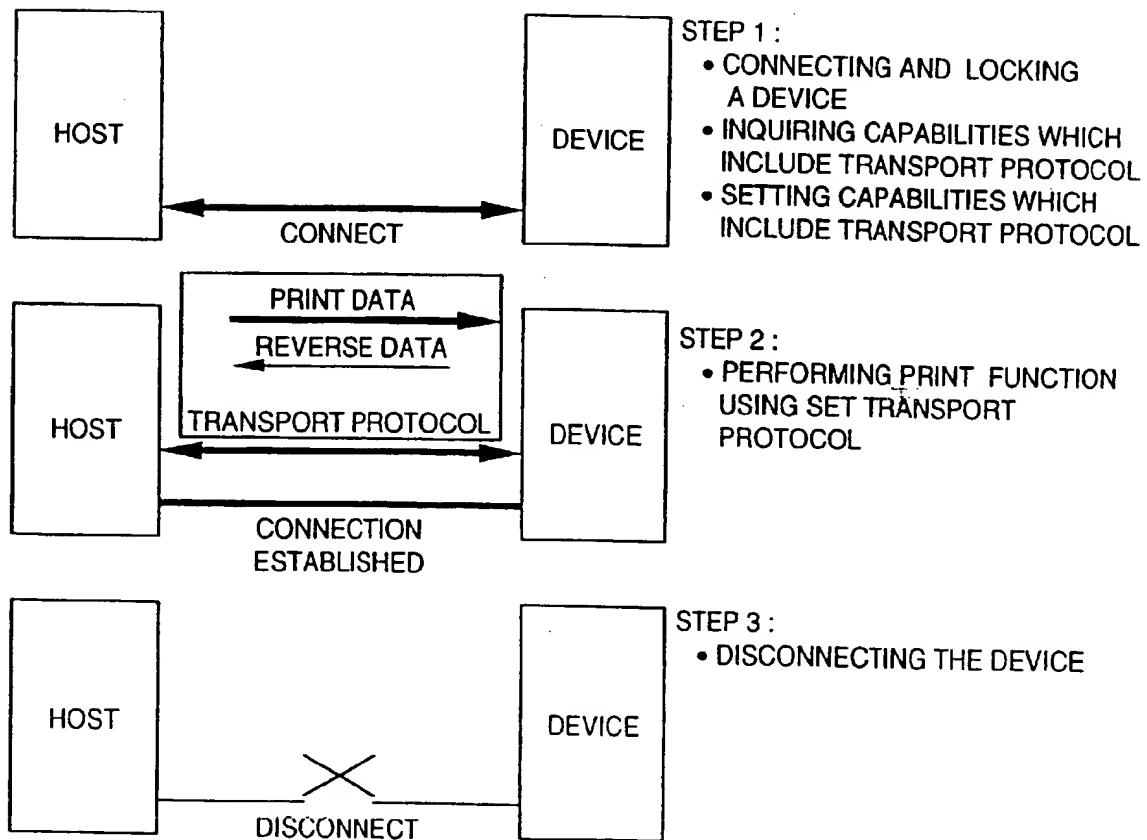 HOST
DEVICE
CONNECT
STEP 1 :
• CONNECTING AND LOCKING
A DEVICE
• INQUIRING CAPABILITIES WHICH
INCLUDE TRANSPORT PROTOCOL
• SETTING CAPABILITIES WHICH
INCLUDE TRANSPORT PROTOCOL
HOST
PRINT DATA
REVERSE DATA
TRANSPORT PROTOCOL
DEVICE
CONNECTION
ESTABLISHED
STEP 2 :
• PERFORMING PRINT FUNCTION
USING SET TRANSPORT
PROTOCOL
HOST
DEVICE
DISCONNECT
STEP 3 :
• DISCONNECTING THE DEVICE